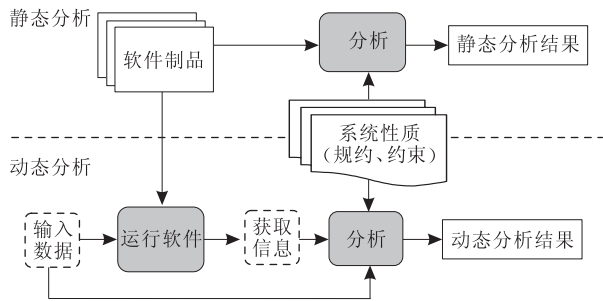 静态分析
软件制品
分析
静态分析结果
系统性质
（规约、约束）
动态分析
输入
数据
运行软件
获取
信息
分析
动态分析结果